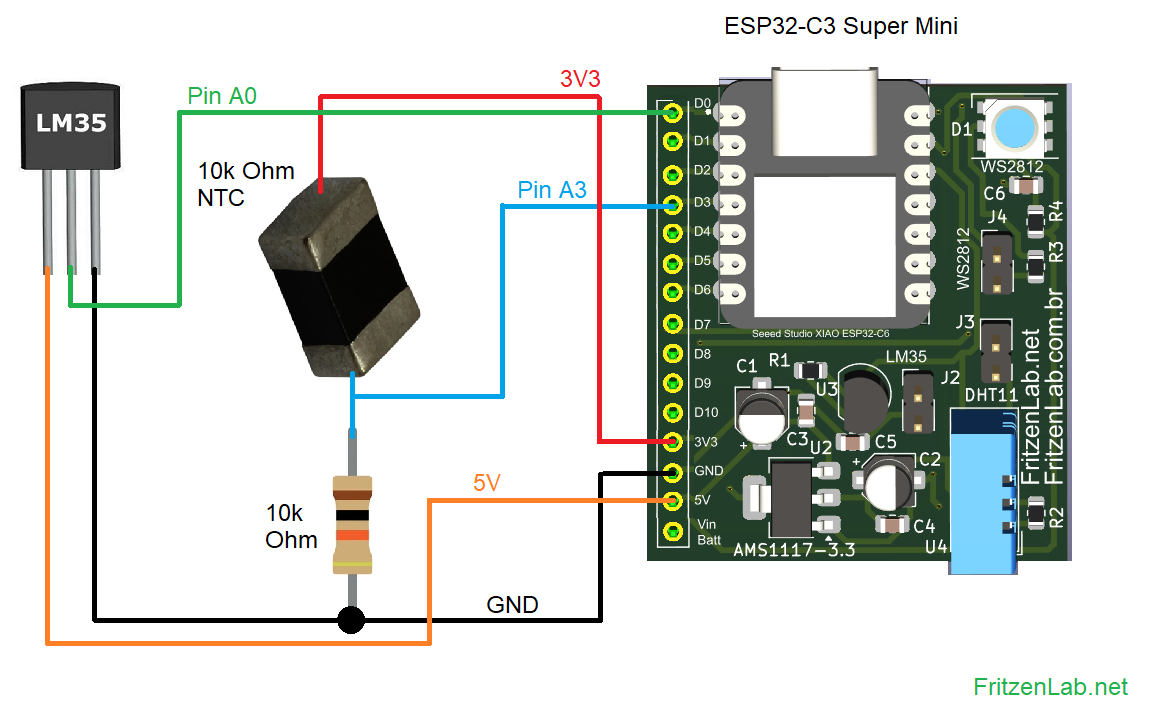 ESP32-C3 Super Mini
3V3
Pin A0
LM35
10k Ohm
NTC
Pin A3
10k
Ohm
5V
GND
D0
D1
D2
D3
D4
D5
D6
D7
D8
D9
D10
3V3
GND
5V
Vin
Batt
Seeed Studio XIAO ESP32-C6
D1
WS2812
C6
R4
J4
WS2812
R3
J3
LM35
J2
DHT11
C1
R1
U3
+
C3
U2
C5
+
C2
C4
AMS1117-3.3
U4
R2
FritzenLab.net
FritzenLab.com.br
FritzenLab.net